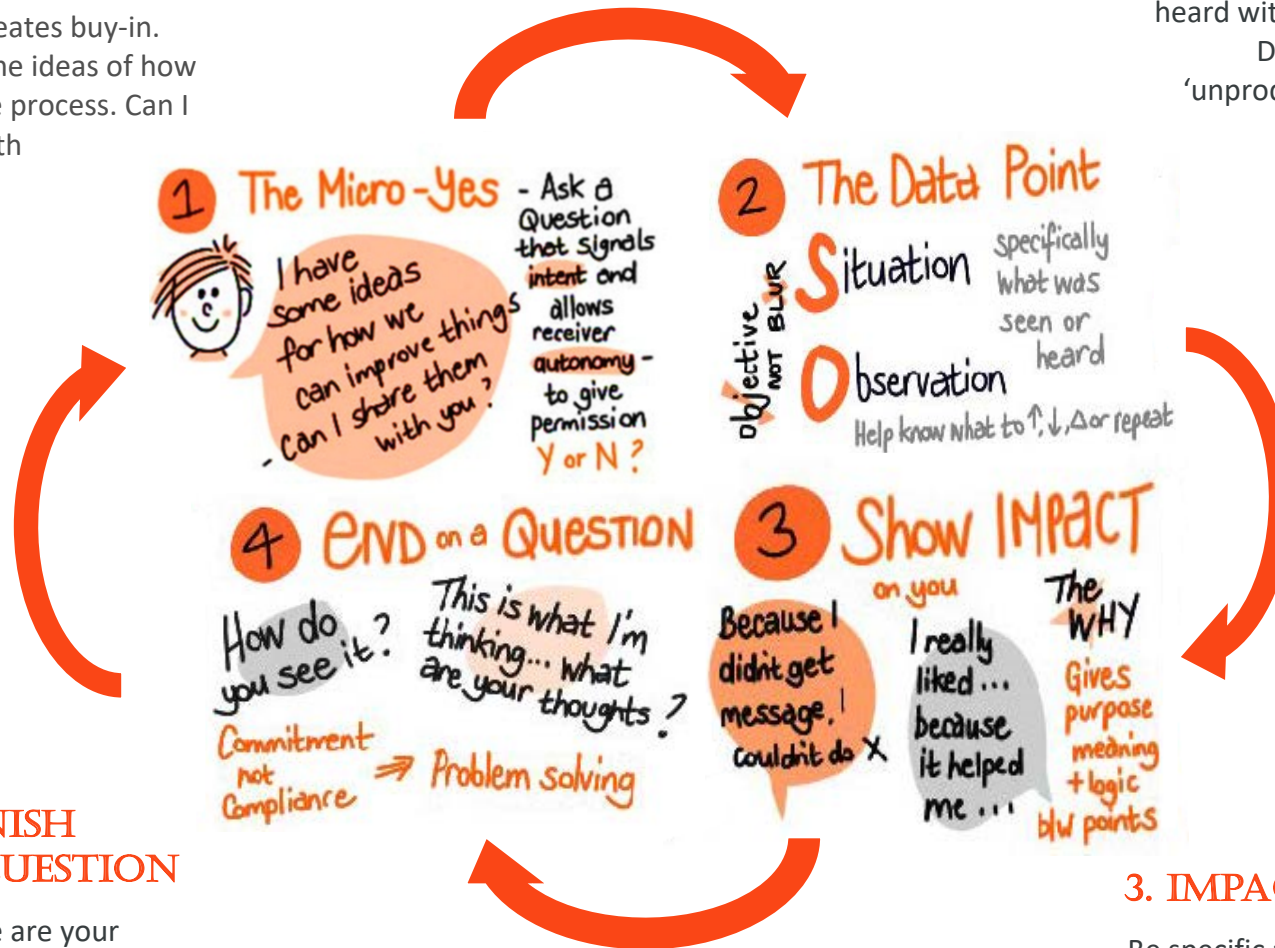 eates buy-in.
ne ideas of how
e process. Can I
th
heard wit
D
'unprod
1 The Micro-Yes
I have
some ideas
for how we
can improve things
- can I share them
with you?
- Ask a
Question
that signals
intent and
allows
receiver
autonomy -
to give
permission
Y or N?
2 The Data Point
Objective
NOT BLUR
Situation
specifically
what was
seen or
heard
Observation
Help know what to ↑, ↓, Δ or repeat
3 Show IMPACT
on you
Because I
didn't get
message, I
couldn't do X
I really
liked ...
because
it helped
me ...
The
WHY
Gives
purpose
meaning
+ logic
b/w points
4 END on a QUESTION
How do
you see it?
This is what I'm
thinking... what
are your thoughts?
Commitment
not
Compliance
⇒ Problem solving
NISH
UESTION
e are your
3. IMPAC
Be specific